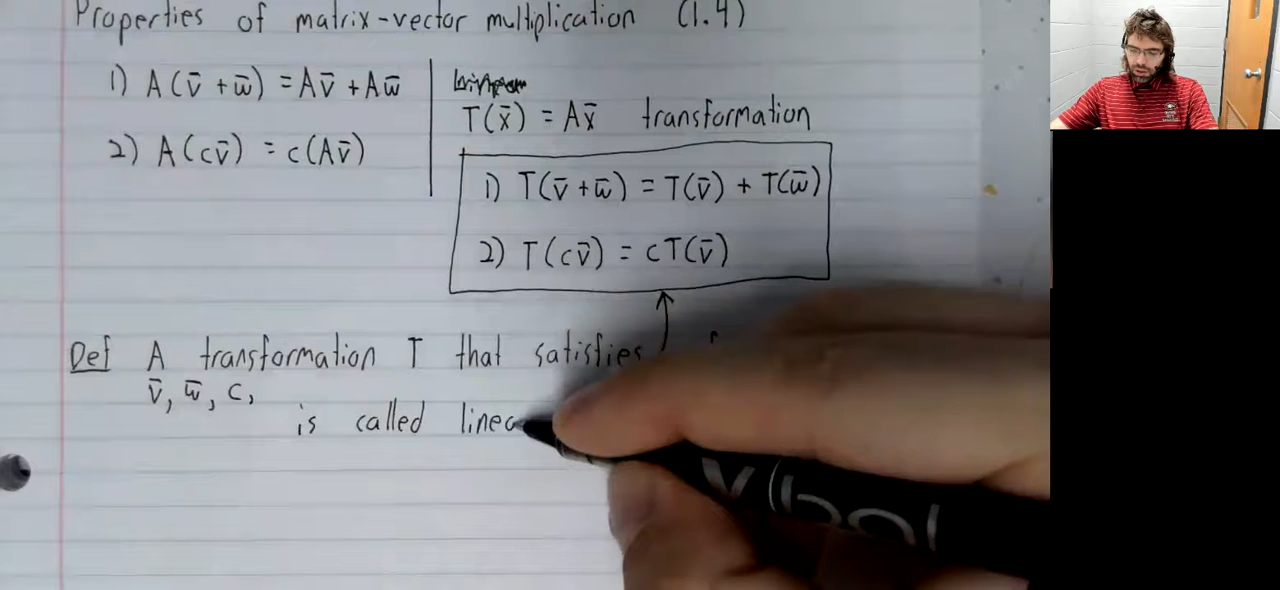 Properties of matrix-vector multiplication (1.4)
1) A(v̄ + w̄) = Av̄ + Aw̄
2) A(cv̄) = c(Av̄)
T(x̄) = Ax̄ transformation
1) T(v̄ + w̄) = T(v̄) + T(w̄)
2) T(cv̄) = cT(v̄)
Def A transformation T that satisfies
v̄, w̄, c,
is called linea